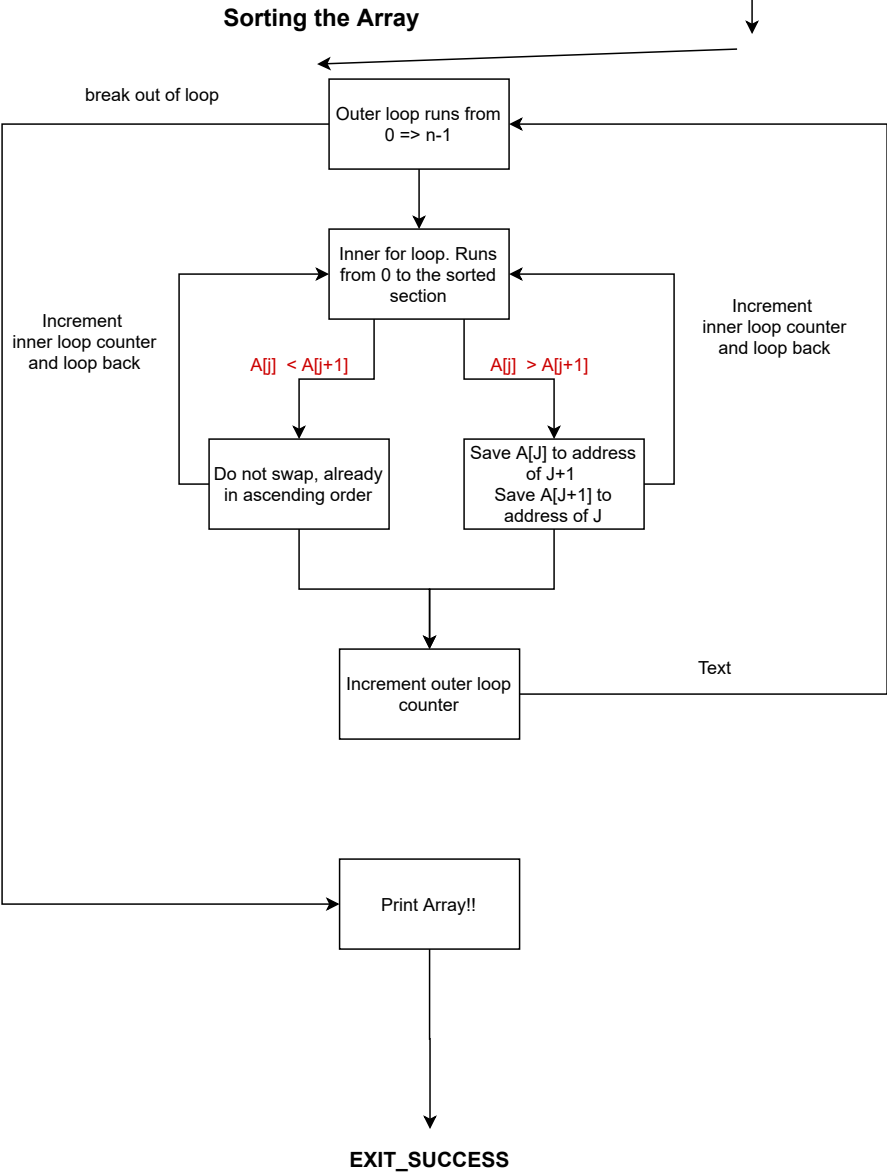 Sorting the Array
break out of loop
Outer loop runs from
0 => n-1
Inner for loop. Runs
from 0 to the sorted
section
Increment
inner loop counter
and loop back
Increment
inner loop counter
and loop back
A[j]  < A[j+1]
A[j]  > A[j+1]
Do not swap, already
in ascending order
Save A[J] to address
of J+1
Save A[J+1] to
address of J
Increment outer loop
counter
Text
Print Array!!
EXIT_SUCCESS